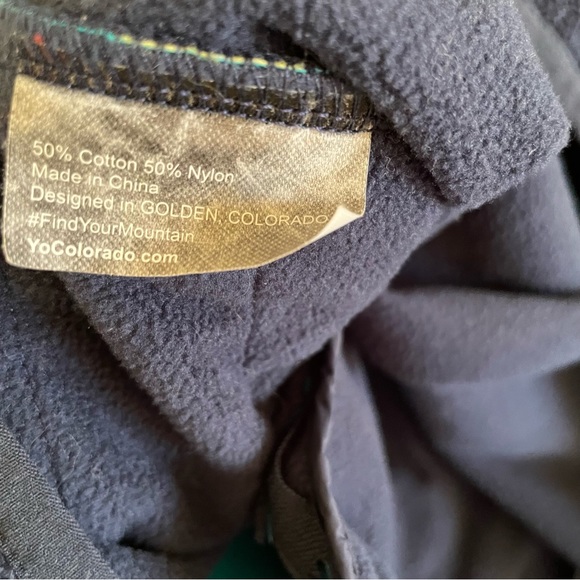 50% Cotton 50% Nylon
Made in China
Designed in GOLDEN, COLORADO
#FindYourMountain
YoColorado.com